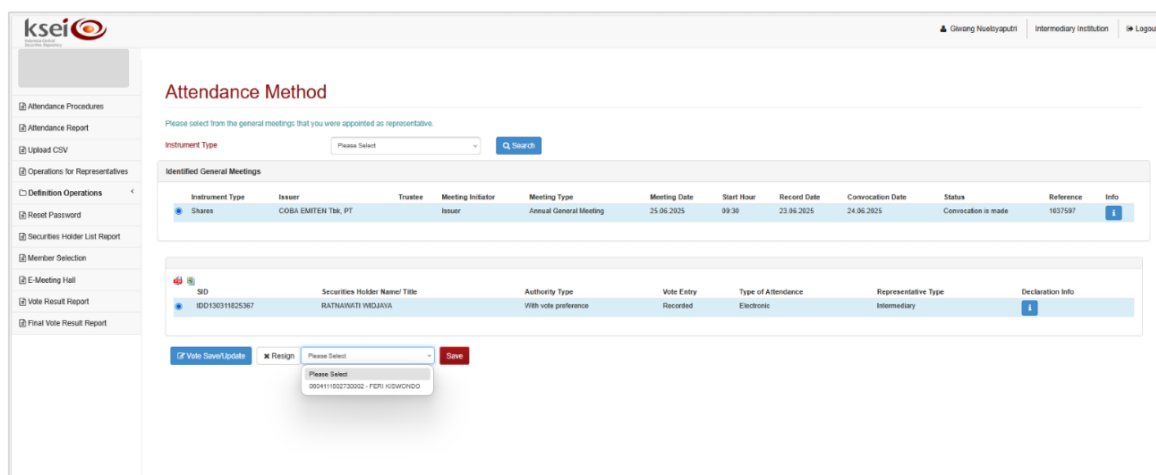 ksei
Giwang Nuelsyaputri Intermediary Institution Logout
Attendance Procedures
Attendance Report
Upload CSV
Operations for Representatives
Definition Operations <
Reset Password
Securities Holder List Report
Member Selection
E-Meeting Hall
Vote Result Report
Final Vote Result Report
Attendance Method
Please select from the general meetings that you were appointed as representative.
Instrument Type Please Select Search
Identified General Meetings
Instrument Type Issuer Trustee Meeting Initiator Meeting Type Meeting Date Start Hour Record Date Convocation Date Status Reference Info
Shares COBA EMITEN Tbk, PT Issuer Annual General Meeting 25.06.2025 09:30 23.06.2025 24.06.2025 Convocation is made 1037597 i
SID Securities Holder Name/ Title Authority Type Vote Entry Type of Attendance Representative Type Declaration Info
IDD130311825367 RATNAWATI WIDJAYA With vote preference Recorded Electronic Intermediary i
Vote Save/Update Resign Please Select Save
Please Select
FERI KISWONDO